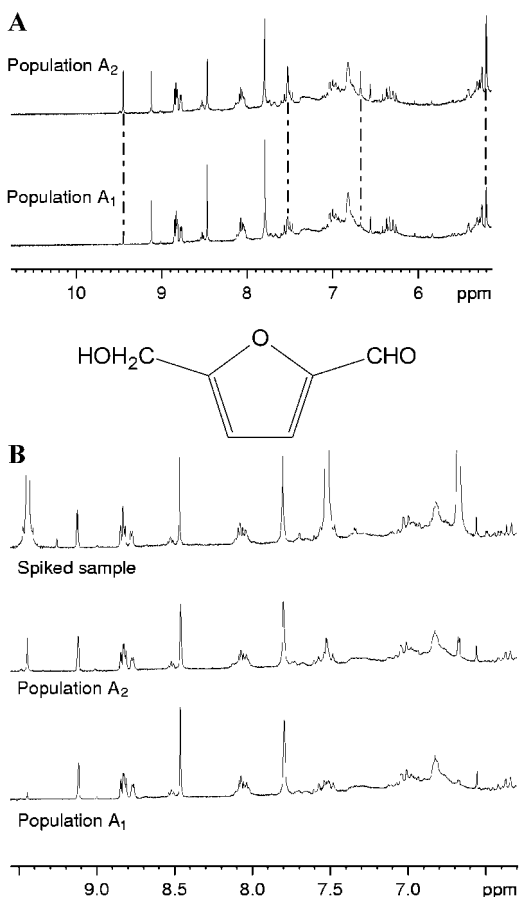 A
Population A₂
Population A₁
10 9 8 7 6 ppm
HOH₂C O CHO
B
Spiked sample
Population A₂
Population A₁
9.0 8.5 8.0 7.5 7.0 ppm